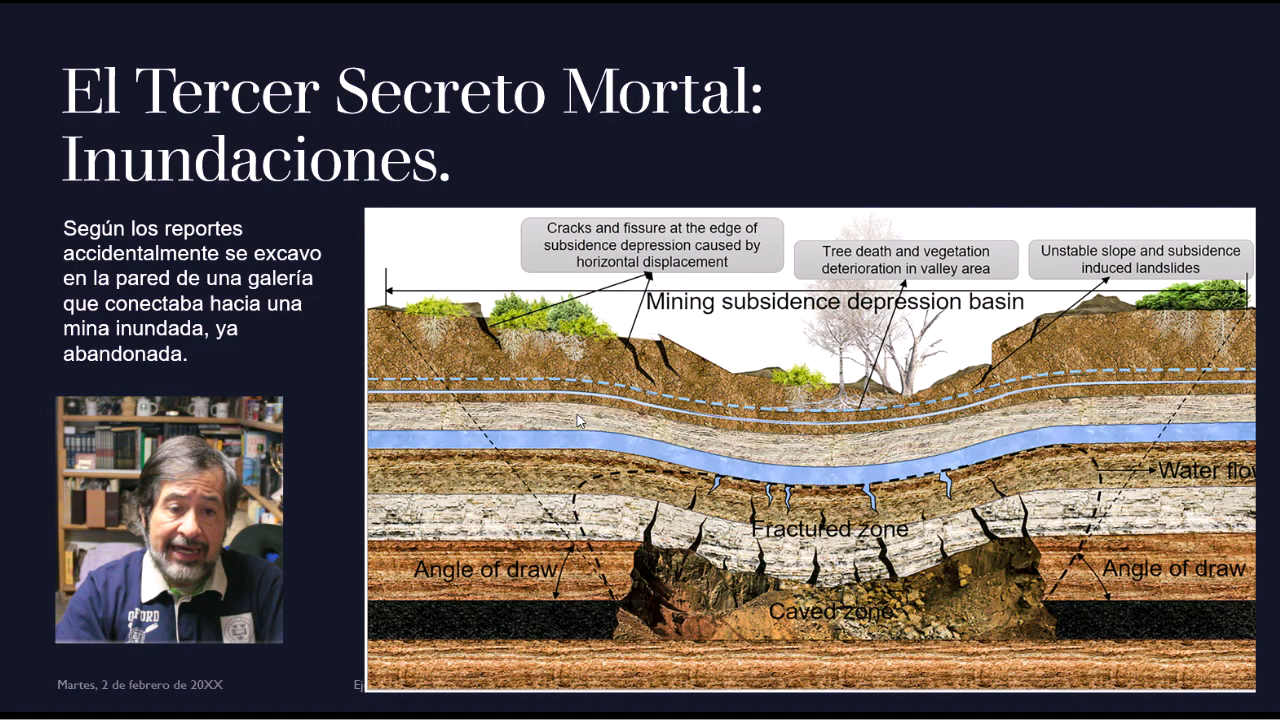 El Tercer Secreto Mortal:
Inundaciones.
Según los reportes
accidentalmente se excavo
en la pared de una galería
que conectaba hacia una
mina inundada, ya
abandonada.
Cracks and fissure at the edge of
subsidence depression caused by
horizontal displacement
Tree death and vegetation
deterioration in valley area
Unstable slope and subsidence
induced landslides
Mining subsidence depression basin
Water flow
Fractured zone
Angle of draw
Angle of draw
Caved zone
OXFORD
Martes, 2 de febrero de 20XX
Ej